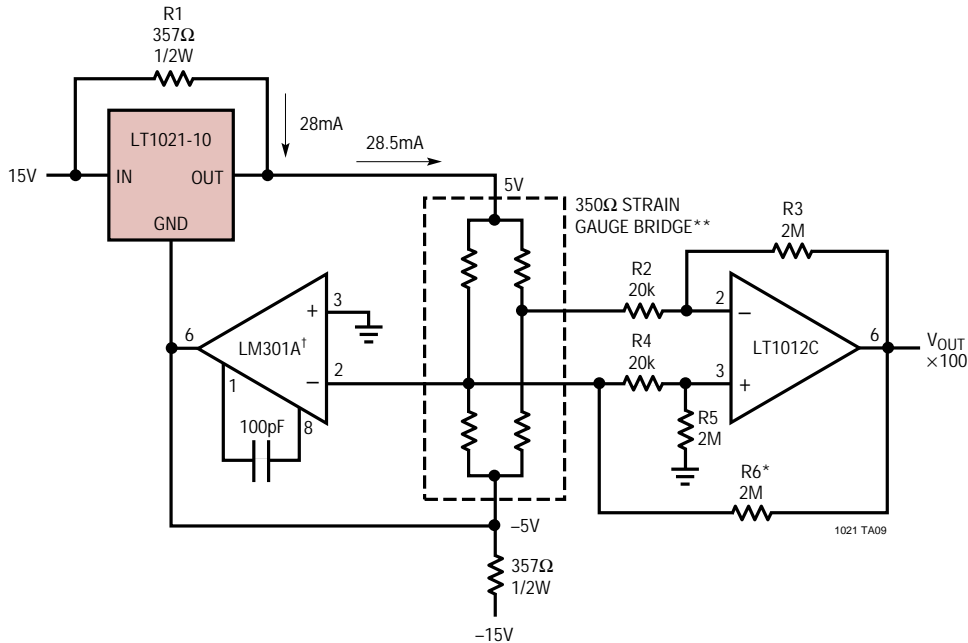 R1
357Ω
1/2W
LT1021-10
28mA
28.5mA
15V
IN
OUT
GND
5V
350Ω STRAIN
GAUGE BRIDGE**
R3
2M
R2
20k
2
–
LT1012C
6
VOUT
×100
R4
20k
3
+
R5
2M
R6*
2M
1021 TA09
6
LM301A†
+
3
–
2
1
8
100pF
–5V
357Ω
1/2W
–15V